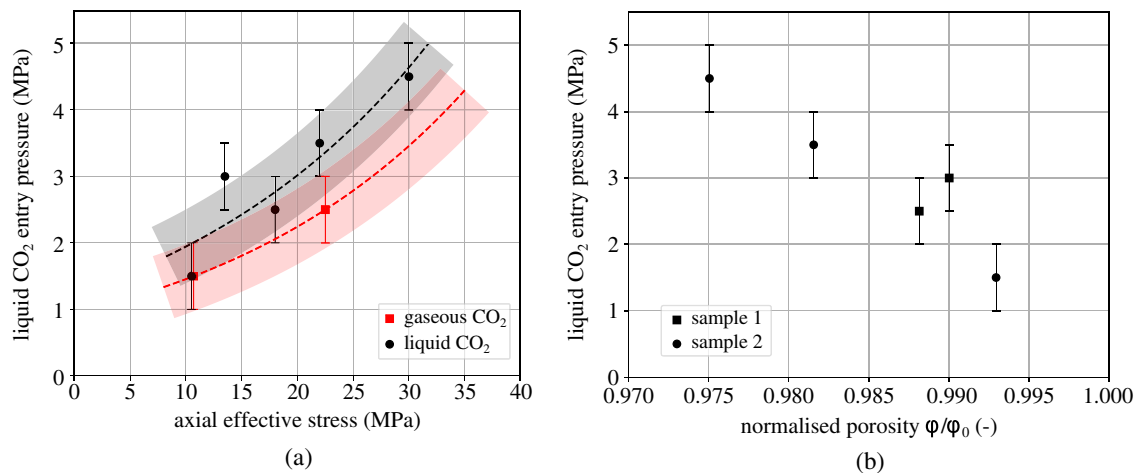 liquid CO₂ entry pressure (MPa)
5
4
3
2
1
0
gaseous CO₂
liquid CO₂
0 5 10 15 20 25 30 35 40
axial effective stress (MPa)
(a)
liquid CO₂ entry pressure (MPa)
5
4
3
2
1
0
sample 1
sample 2
0.970 0.975 0.980 0.985 0.990 0.995 1.000
normalised porosity φ/φ₀ (-)
(b)